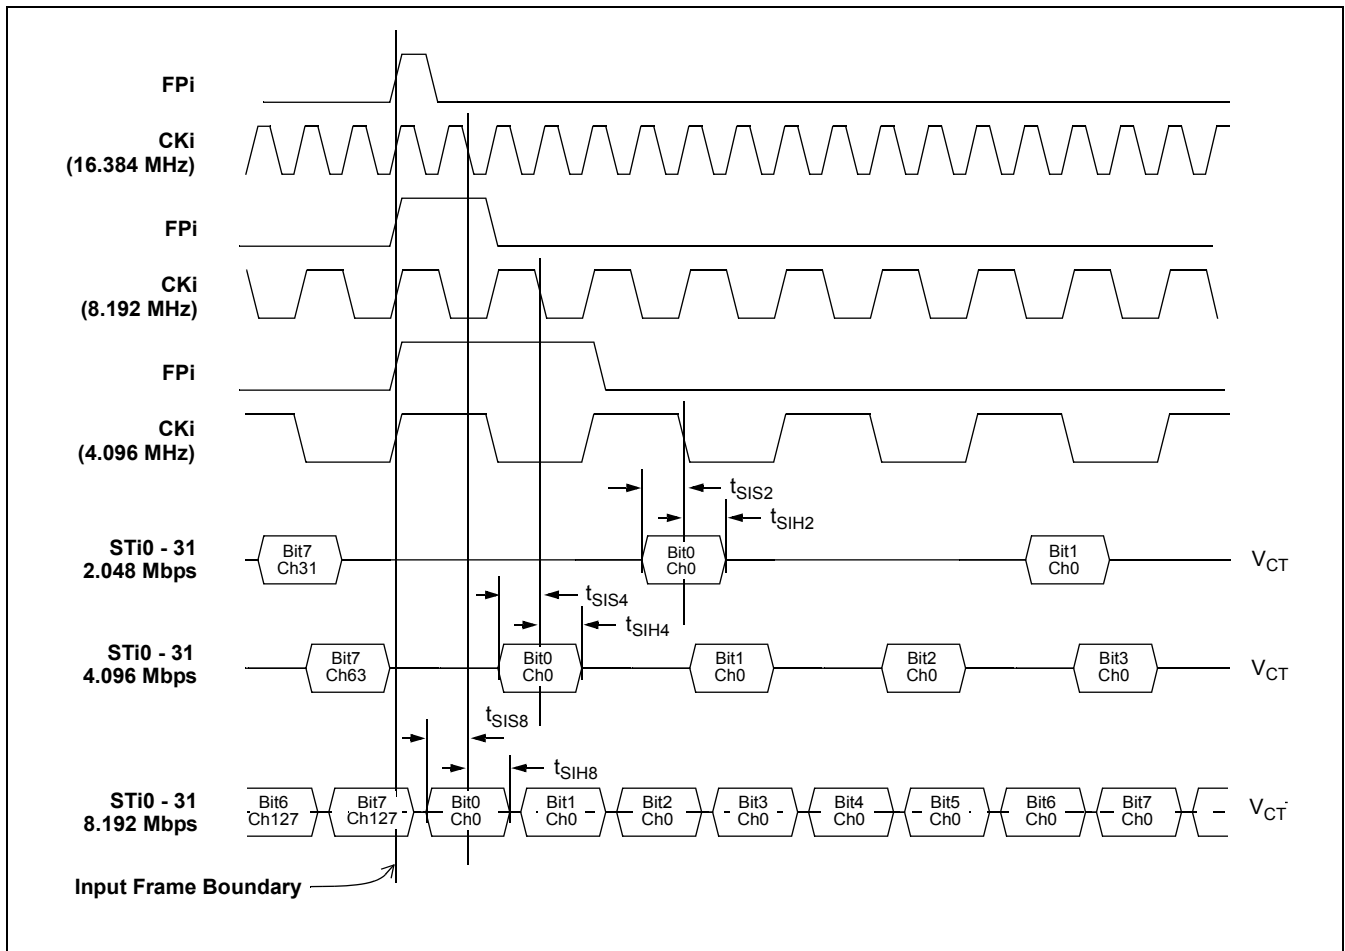 FPi
CKi
(16.384 MHz)
FPi
CKi
(8.192 MHz)
FPi
CKi
(4.096 MHz)
tSIS2
tSIH2
STi0 - 31
2.048 Mbps
Bit7
Ch31
Bit0
Ch0
Bit1
Ch0
VCT
tSIS4
tSIH4
STi0 - 31
4.096 Mbps
Bit7
Ch63
Bit0
Ch0
Bit1
Ch0
Bit2
Ch0
Bit3
Ch0
VCT
tSIS8
tSIH8
STi0 - 31
8.192 Mbps
Bit6
Ch127
Bit7
Ch127
Bit0
Ch0
Bit1
Ch0
Bit2
Ch0
Bit3
Ch0
Bit4
Ch0
Bit5
Ch0
Bit6
Ch0
Bit7
Ch0
VCT
Input Frame Boundary